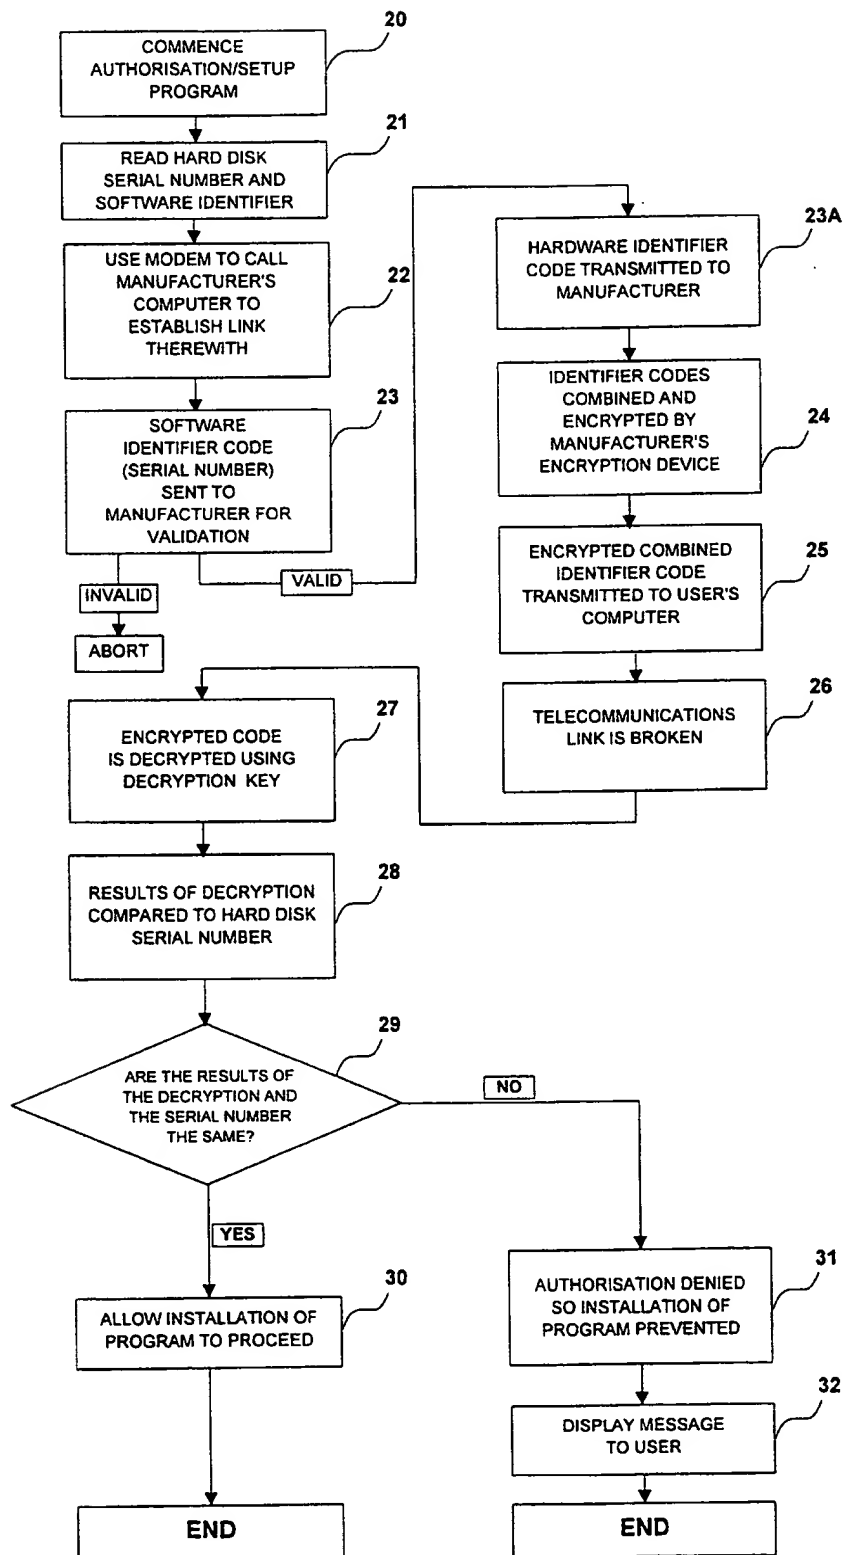 20
COMMENCE
AUTHORISATION/SETUP
PROGRAM
21
READ HARD DISK
SERIAL NUMBER AND
SOFTWARE IDENTIFIER
22
USE MODEM TO CALL
MANUFACTURER'S
COMPUTER TO
ESTABLISH LINK
THEREWITH
23
SOFTWARE
IDENTIFIER CODE
(SERIAL NUMBER)
SENT TO
MANUFACTURER FOR
VALIDATION
INVALID
VALID
ABORT
23A
HARDWARE IDENTIFIER
CODE TRANSMITTED TO
MANUFACTURER
24
IDENTIFIER CODES
COMBINED AND
ENCRYPTED BY
MANUFACTURER'S
ENCRYPTION DEVICE
25
ENCRYPTED COMBINED
IDENTIFIER CODE
TRANSMITTED TO USER'S
COMPUTER
26
TELECOMMUNICATIONS
LINK IS BROKEN
27
ENCRYPTED CODE
IS DECRYPTED USING
DECRYPTION KEY
28
RESULTS OF DECRYPTION
COMPARED TO HARD DISK
SERIAL NUMBER
29
ARE THE RESULTS OF
THE DECRYPTION AND
THE SERIAL NUMBER
THE SAME?
NO
YES
30
ALLOW INSTALLATION OF
PROGRAM TO PROCEED
END
31
AUTHORISATION DENIED
SO INSTALLATION OF
PROGRAM PREVENTED
32
DISPLAY MESSAGE
TO USER
END